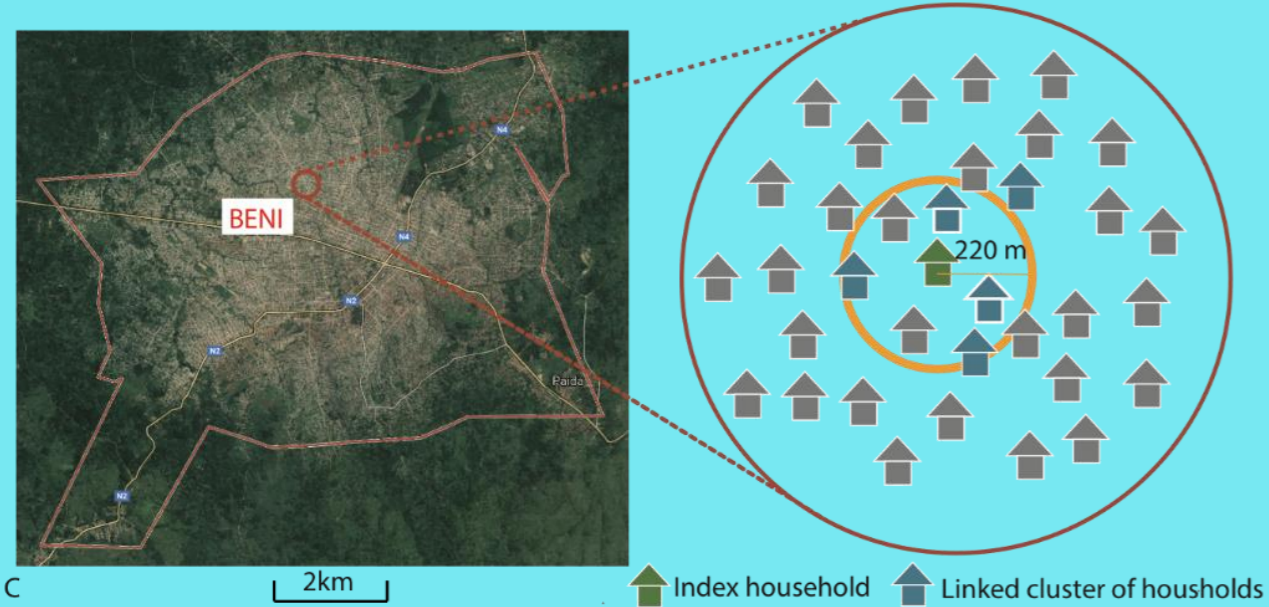 N4
BENI
N4
220 m
N2
N2
Paida
N2
C
2km
Index household
Linked cluster of housholds